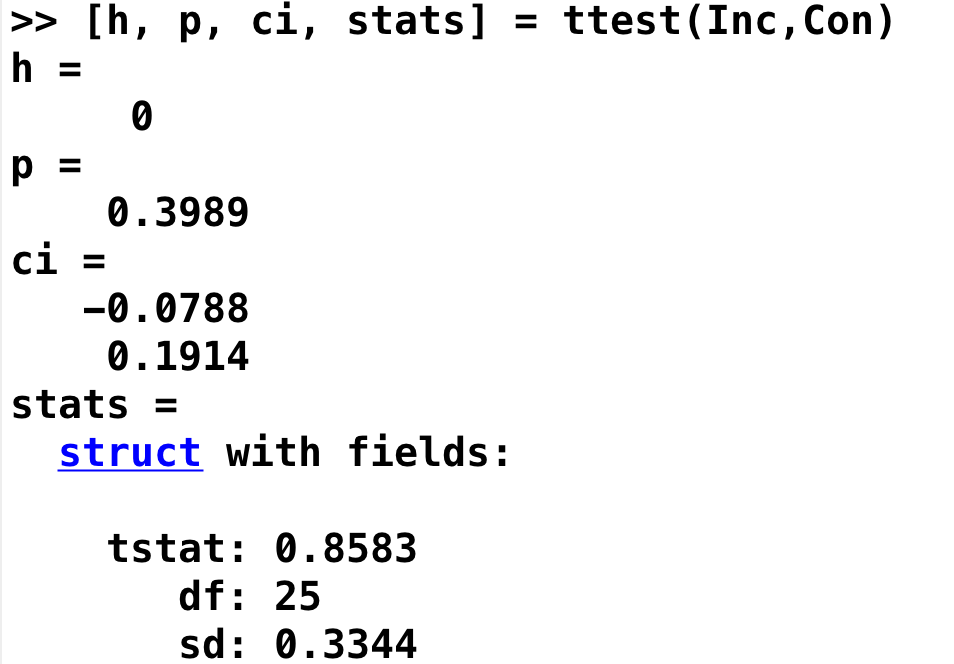 >> [h, p, ci, stats] = ttest(Inc,Con)
h =
     0
p =
    0.3989
ci =
   −0.0788
    0.1914
stats =
  struct with fields:

    tstat: 0.8583
       df: 25
       sd: 0.3344